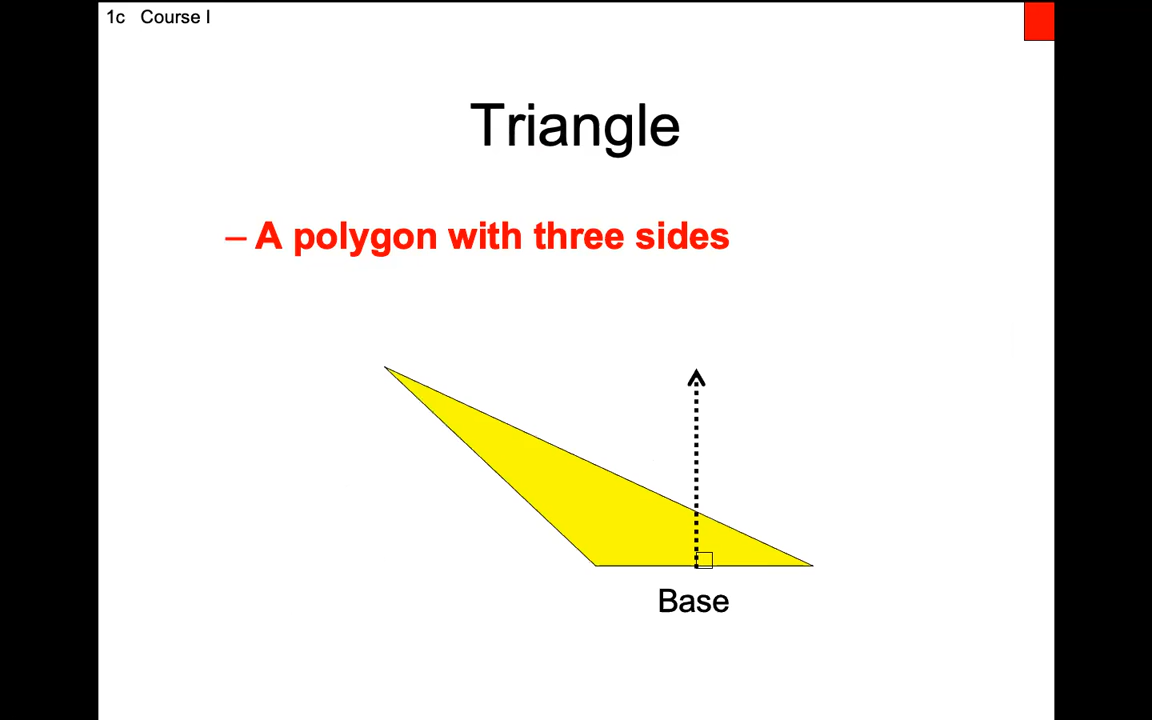 1c Course I
Triangle
– A polygon with three sides
Base